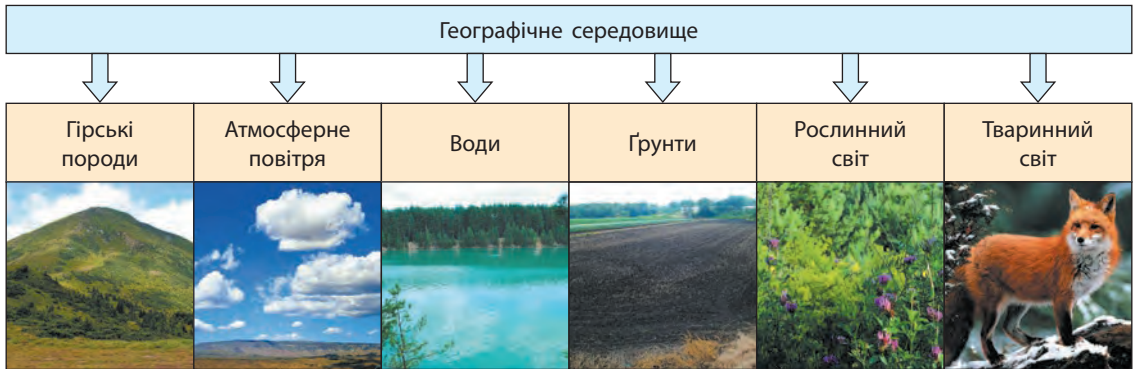 Географічне середовище
Гірські
породи
Атмосферне
повітря
Води
Ґрунти
Рослинний
світ
Тваринний
світ